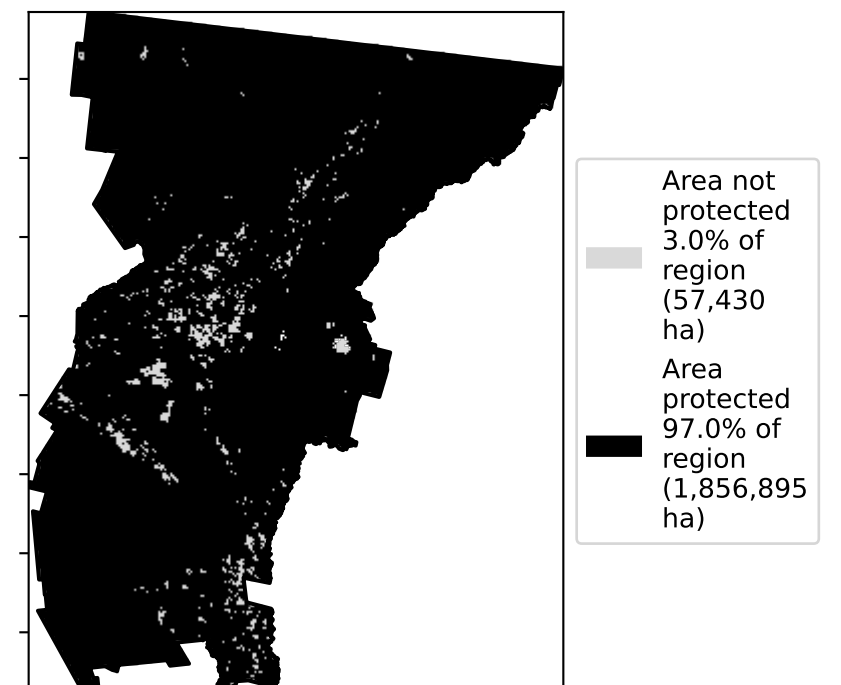 Area not
protected
3.0% of
region
(57,430
ha)
Area
protected
97.0% of
region
(1,856,895
ha)